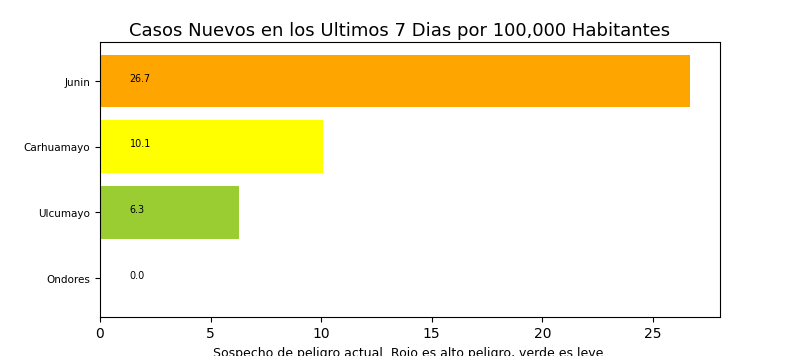 Casos Nuevos en los Ultimos 7 Dias por 100,000 Habitantes
Junin
26.7
Carhuamayo
10.1
Ulcumayo
6.3
Ondores
0.0
0 5 10 15 20 25
Sospecho de peligro actual. Rojo es alto peligro, verde es leve